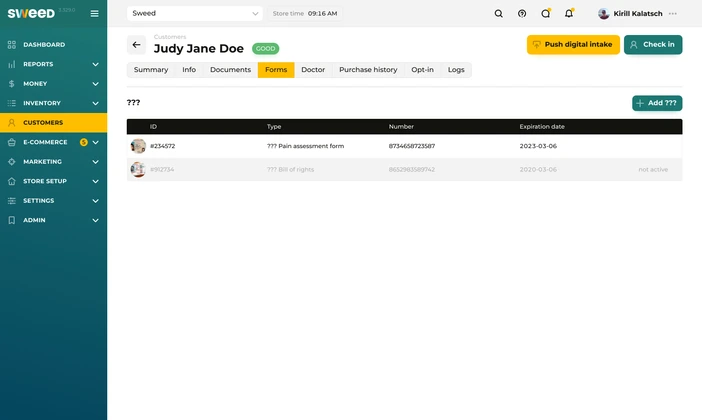 sweed
Sweed
Store time 09:16 AM
Kirill Kalatsch
DASHBOARD
REPORTS
MONEY
INVENTORY
CUSTOMERS
E-COMMERCE 5
MARKETING
STORE SETUP
SETTINGS
ADMIN
Customers
Judy Jane Doe GOOD
Push digital intake
Check in
Summary Info Documents Forms Doctor Purchase history Opt-in Logs
???
Add ???
ID Type Number Expiration date
#234572 ??? Pain assessment form 8734658723587 2023-03-06
#912734 ??? Bill of rights 8652983589742 2020-03-06 not active